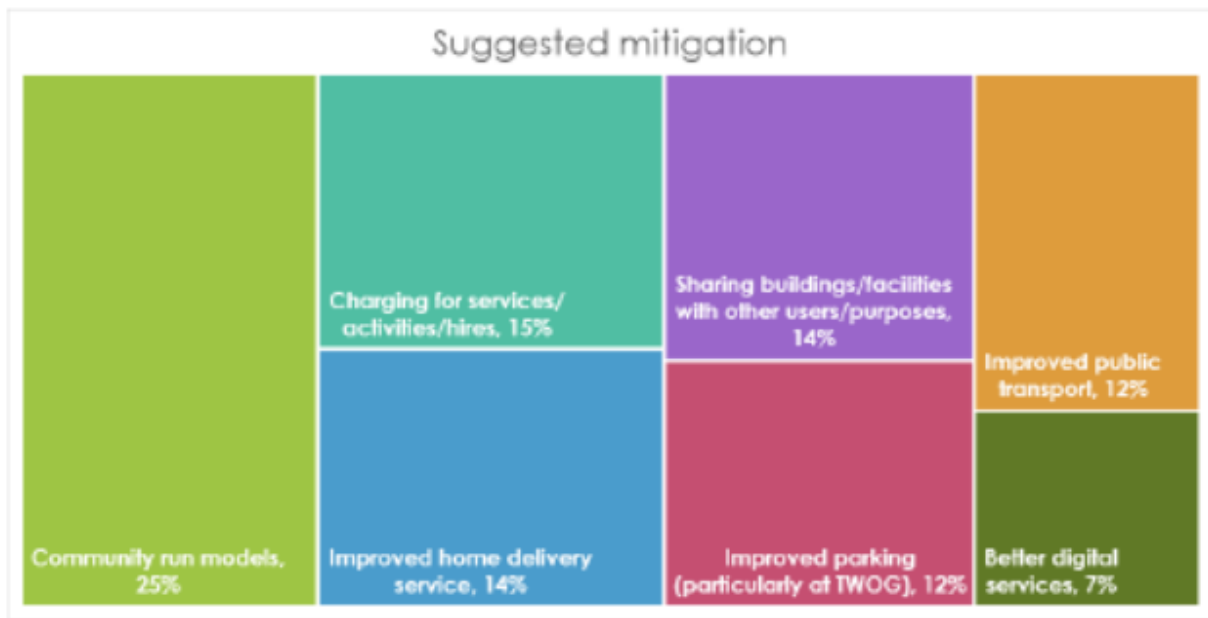 Suggested mitigation
Community run models,
25%
Charging for services/
activities/hires, 15%
Improved home delivery
service, 14%
Sharing buildings/facilities
with other users/purposes,
14%
Improved parking
(particularly at TWOG), 12%
Improved public
transport, 12%
Better digital
services, 7%